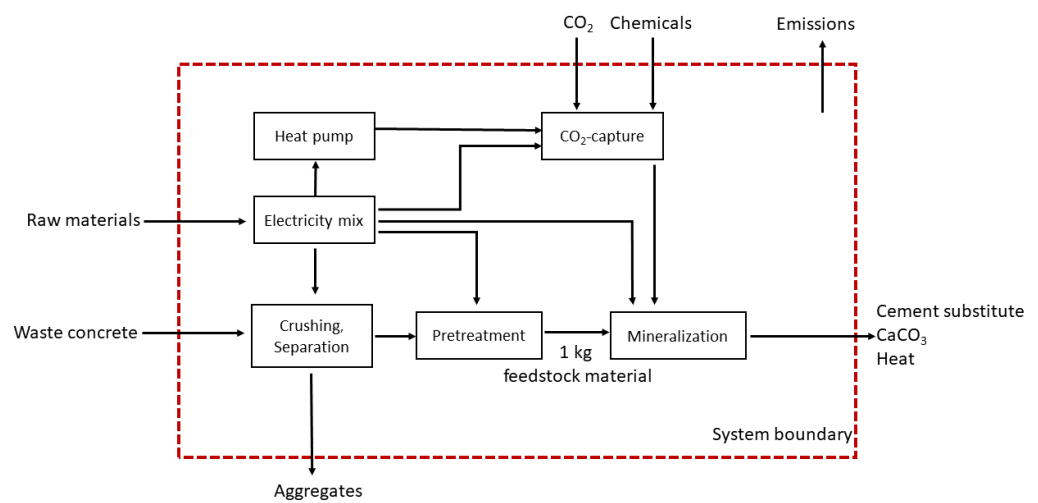 CO₂ Chemicals Emissions
Heat pump
CO₂-capture
Raw materials
Electricity mix
Waste concrete
Crushing,
Separation
Pretreatment
Mineralization
1 kg
feedstock material
Cement substitute
CaCO₃
Heat
System boundary
Aggregates